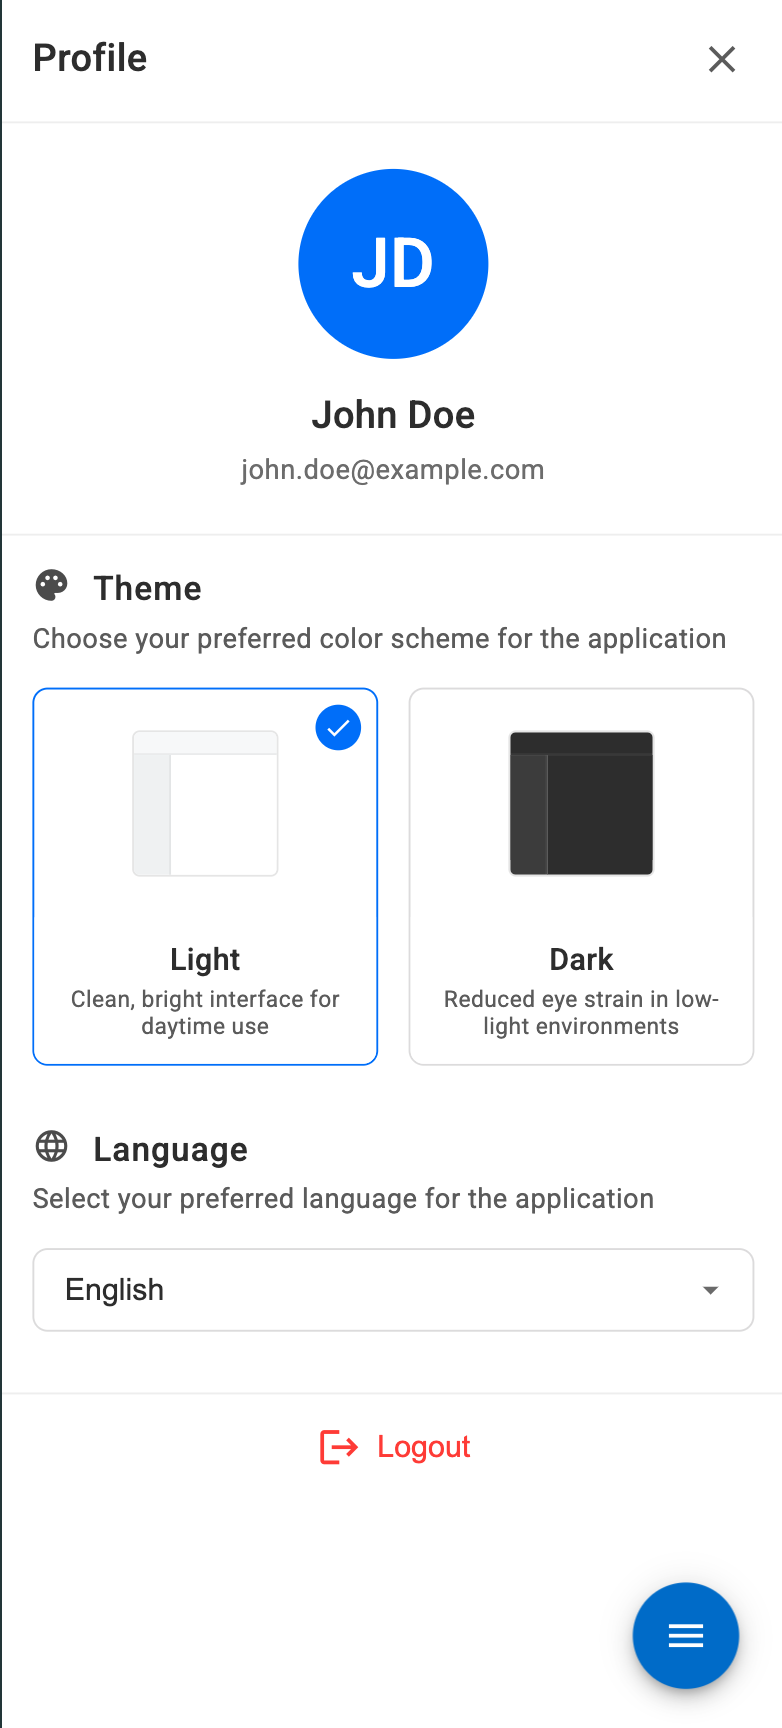 Profile
JD
John Doe
john.doe@example.com
Theme
Choose your preferred color scheme for the application
Light
Clean, bright interface for
daytime use
Dark
Reduced eye strain in low-
light environments
Language
Select your preferred language for the application
English
Logout